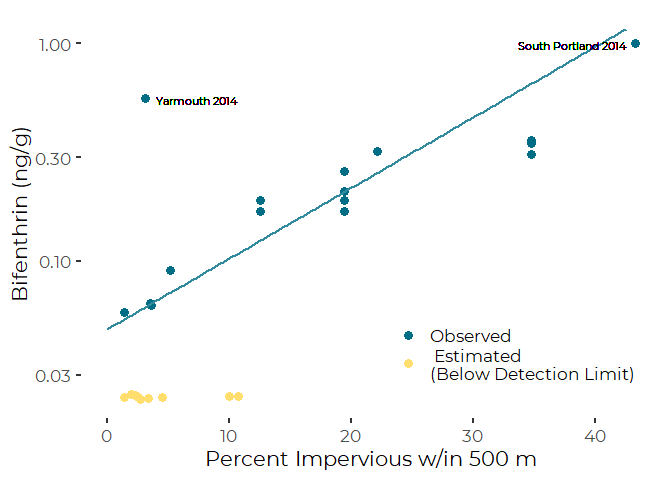 1.00
South Portland 2014
Yarmouth 2014
0.30
Bifenthrin (ng/g)
0.10
Observed
Estimated
(Below Detection Limit)
0.03
0 10 20 30 40
Percent Impervious w/in 500 m